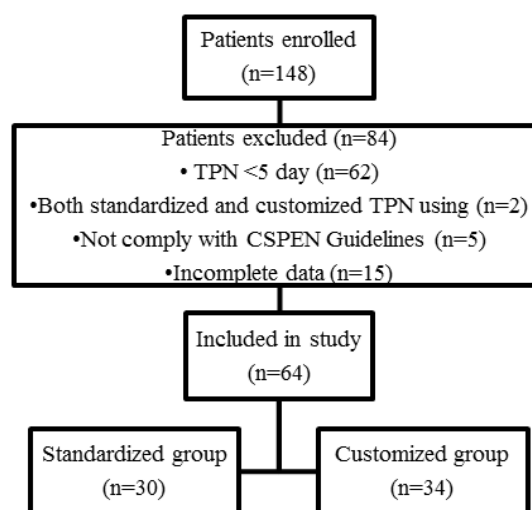 Patients enrolled
(n=148)
Patients excluded (n=84)
•TPN <5 day (n=62)
•Both standardized and customized TPN using (n=2)
•Not comply with CSPEN Guidelines (n=5)
•Incomplete data (n=15)
Included in study
(n=64)
Standardized group
(n=30)
Customized group
(n=34)